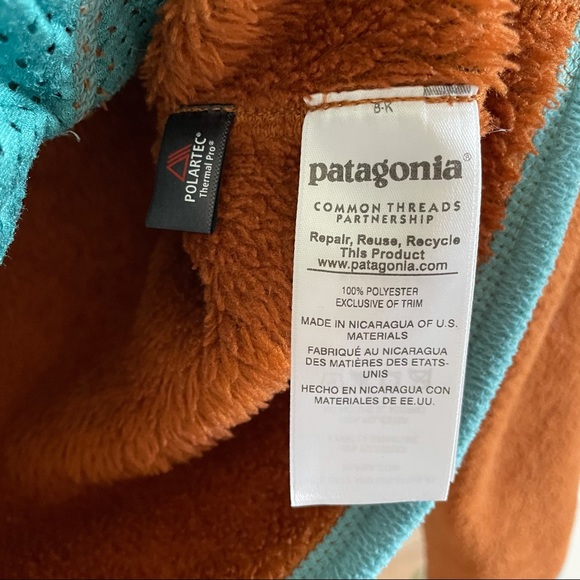 POLARTEC®
Thermal Pro®
8-K
patagonia®
COMMON THREADS
PARTNERSHIP
Repair, Reuse, Recycle
This Product
www.patagonia.com
100% POLYESTER
EXCLUSIVE OF TRIM
MADE IN NICARAGUA OF U.S.
MATERIALS
FABRIQUÉ AU NICARAGUA
DES MATIÈRES DES ETATS-
UNIS
HECHO EN NICARAGUA CON
MATERIALES DE EE.UU.